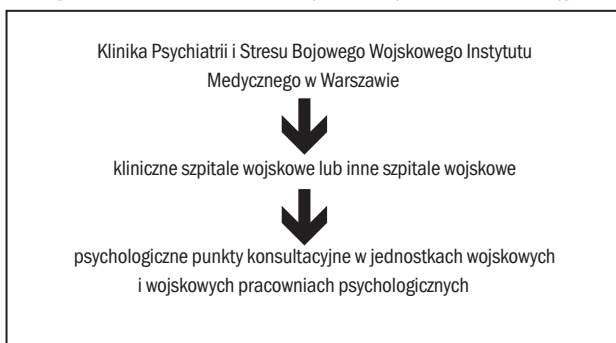 Klinika Psychiatrii i Stresu Bojowego Wojskowego Instytutu
Medycznego w Warszawie
kliniczne szpitale wojskowe lub inne szpitale wojskowe
psychologiczne punkty konsultacyjne w jednostkach wojskowych
i wojskowych pracowniach psychologicznych